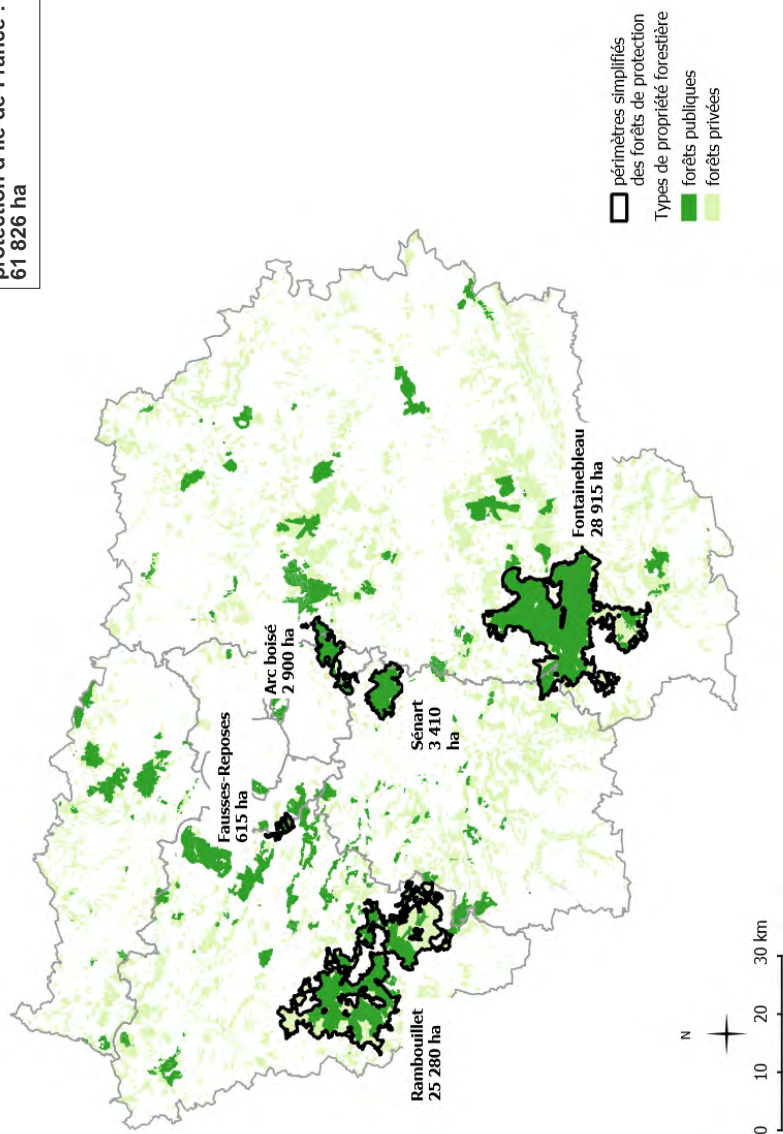 protection d'Île-de-France :
61 826 ha
Fausses-Reposes
615 ha
Arc boisé
2 900 ha
Sénart
3 410
ha
Rambouillet
25 280 ha
Fontainebleau
28 915 ha
périmètres simplifiés
des forêts de protection
Types de propriété forestière
forêts publiques
forêts privées
N
0 10 20 30 km